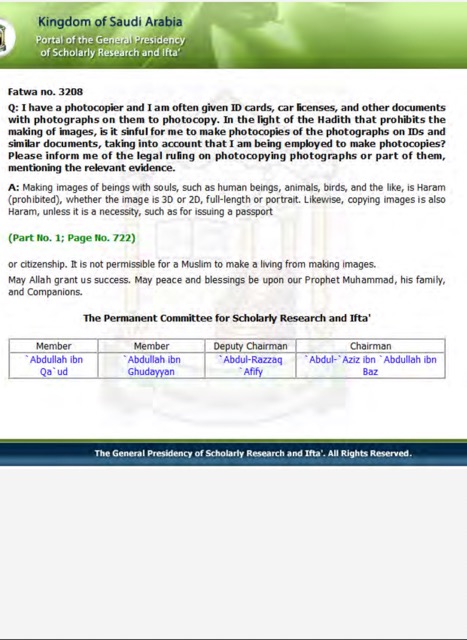 Kingdom of Saudi Arabia
Portal of the General Presidency
of Scholarly Research and Ifta'
Fatwa no. 3208
Q: I have a photocopier and I am often given ID cards, car licenses, and other documents
with photographs on them to photocopy. In the light of the Hadith that prohibits the
making of images, is it sinful for me to make photocopies of the photographs on IDs and
similar documents, taking into account that I am being employed to make photocopies?
Please inform me of the legal ruling on photocopying photographs or part of them,
mentioning the relevant evidence.
A: Making images of beings with souls, such as human beings, animals, birds, and the like, is Haram
(prohibited), whether the image is 3D or 2D, full-length or portrait. Likewise, copying images is also
Haram, unless it is a necessity, such as for issuing a passport
(Part No. 1; Page No. 722)
or citizenship. It is not permissible for a Muslim to make a living from making images.
May Allah grant us success. May peace and blessings be upon our Prophet Muhammad, his family,
and Companions.
The Permanent Committee for Scholarly Research and Ifta'
Member Member Deputy Chairman Chairman
`Abdullah ibn `Abdullah ibn `Abdul-Razzaq `Abdul-`Aziz ibn `Abdullah ibn
Qa`ud Ghudayyan `Afify Baz
The General Presidency of Scholarly Research and Ifta'. All Rights Reserved.